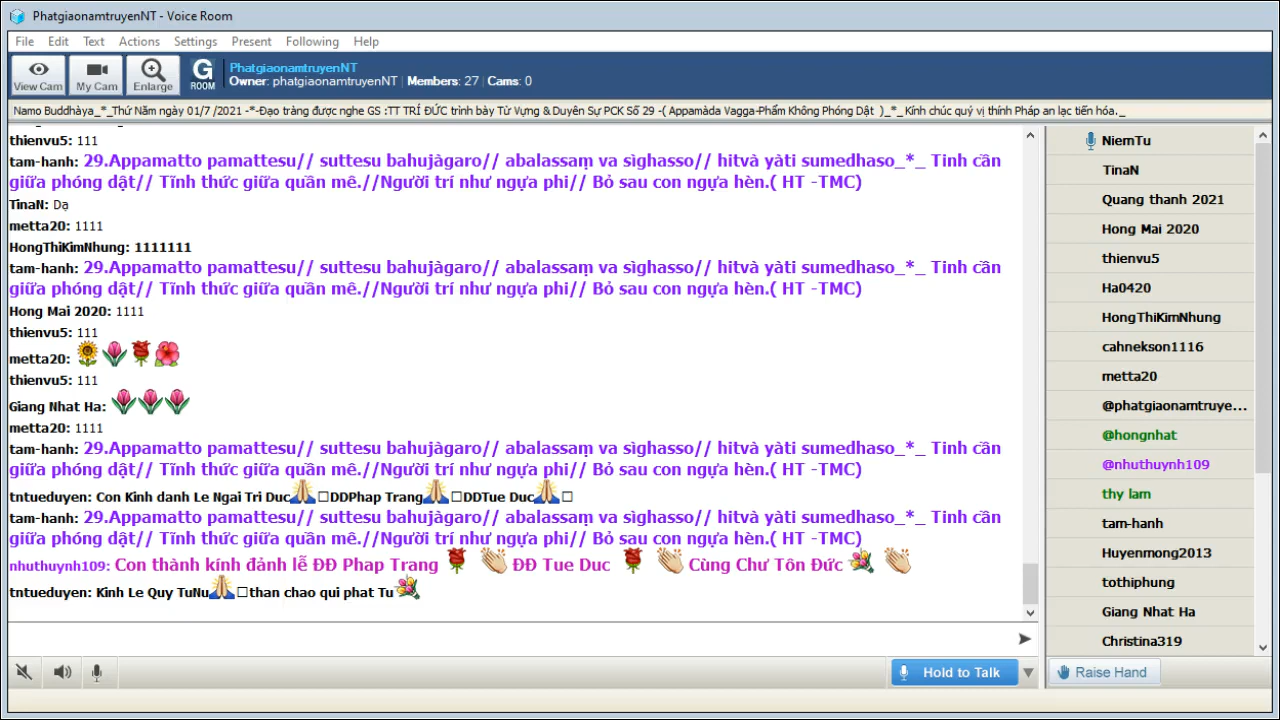 PhatgiaonamtruyenNT - Voice Room
File Edit Text Actions Settings Present Following Help
View Cam My Cam Enlarge G ROOM
PhatgiaonamtruyenNT
Owner: phatgiaonamtruyenNT | Members: 27 | Cams: 0
Namo Buddhàya_*_Thứ Năm ngày 01/7 /2021 -*-Đạo tràng được nghe GS :TT TRÍ ĐỨC trình bày Từ Vựng & Duyên Sự PCK Số 29 -( Appamàda Vagga-Phẩm Không Phóng Dật )_*_ Kính chúc quý vị thính Pháp an lạc tiến hóa._
thienvu5: 111
tam-hanh: 29.Appamatto pamattesu// suttesu bahujàgaro// abalassaṃ va sìghasso// hitvà yàti sumedhaso_*_ Tinh cần
giữa phóng dật// Tĩnh thức giữa quần mê.//Người trí như ngựa phi// Bỏ sau con ngựa hèn.( HT -TMC)
TinaN: Dạ
metta20: 1111
HongThiKimNhung: 1111111
tam-hanh: 29.Appamatto pamattesu// suttesu bahujàgaro// abalassaṃ va sìghasso// hitvà yàti sumedhaso_*_ Tinh cần
giữa phóng dật// Tĩnh thức giữa quần mê.//Người trí như ngựa phi// Bỏ sau con ngựa hèn.( HT -TMC)
Hong Mai 2020: 1111
thienvu5: 111
metta20: 🌻🌷🌹🌺
thienvu5: 111
Giang Nhat Ha: 🌷🌷🌷
metta20: 1111
tam-hanh: 29.Appamatto pamattesu// suttesu bahujàgaro// abalassaṃ va sìghasso// hitvà yàti sumedhaso_*_ Tinh cần
giữa phóng dật// Tĩnh thức giữa quần mê.//Người trí như ngựa phi// Bỏ sau con ngựa hèn.( HT -TMC)
tntueduyen: Con Kinh danh Le Ngai Tri Duc🙏□DDPhap Trang🙏□DDTue Duc🙏□
tam-hanh: 29.Appamatto pamattesu// suttesu bahujàgaro// abalassaṃ va sìghasso// hitvà yàti sumedhaso_*_ Tinh cần
giữa phóng dật// Tĩnh thức giữa quần mê.//Người trí như ngựa phi// Bỏ sau con ngựa hèn.( HT -TMC)
nhuthuynh109: Con thành kính đảnh lễ ĐĐ Phap Trang 🌹 👏 ĐĐ Tue Duc 🌹 👏 Cùng Chư Tôn Đức 💐 👏
tntueduyen: Kinh Le Quy TuNu🙏□than chao qui phat Tu💐
Hold to Talk
NiemTu
TinaN
Quang thanh 2021
Hong Mai 2020
thienvu5
Ha0420
HongThiKimNhung
cahnekson1116
metta20
@phatgiaonamtruye...
@hongnhat
@nhuthuynh109
thy lam
tam-hanh
Huyenmong2013
tothiphung
Giang Nhat Ha
Christina319
Raise Hand